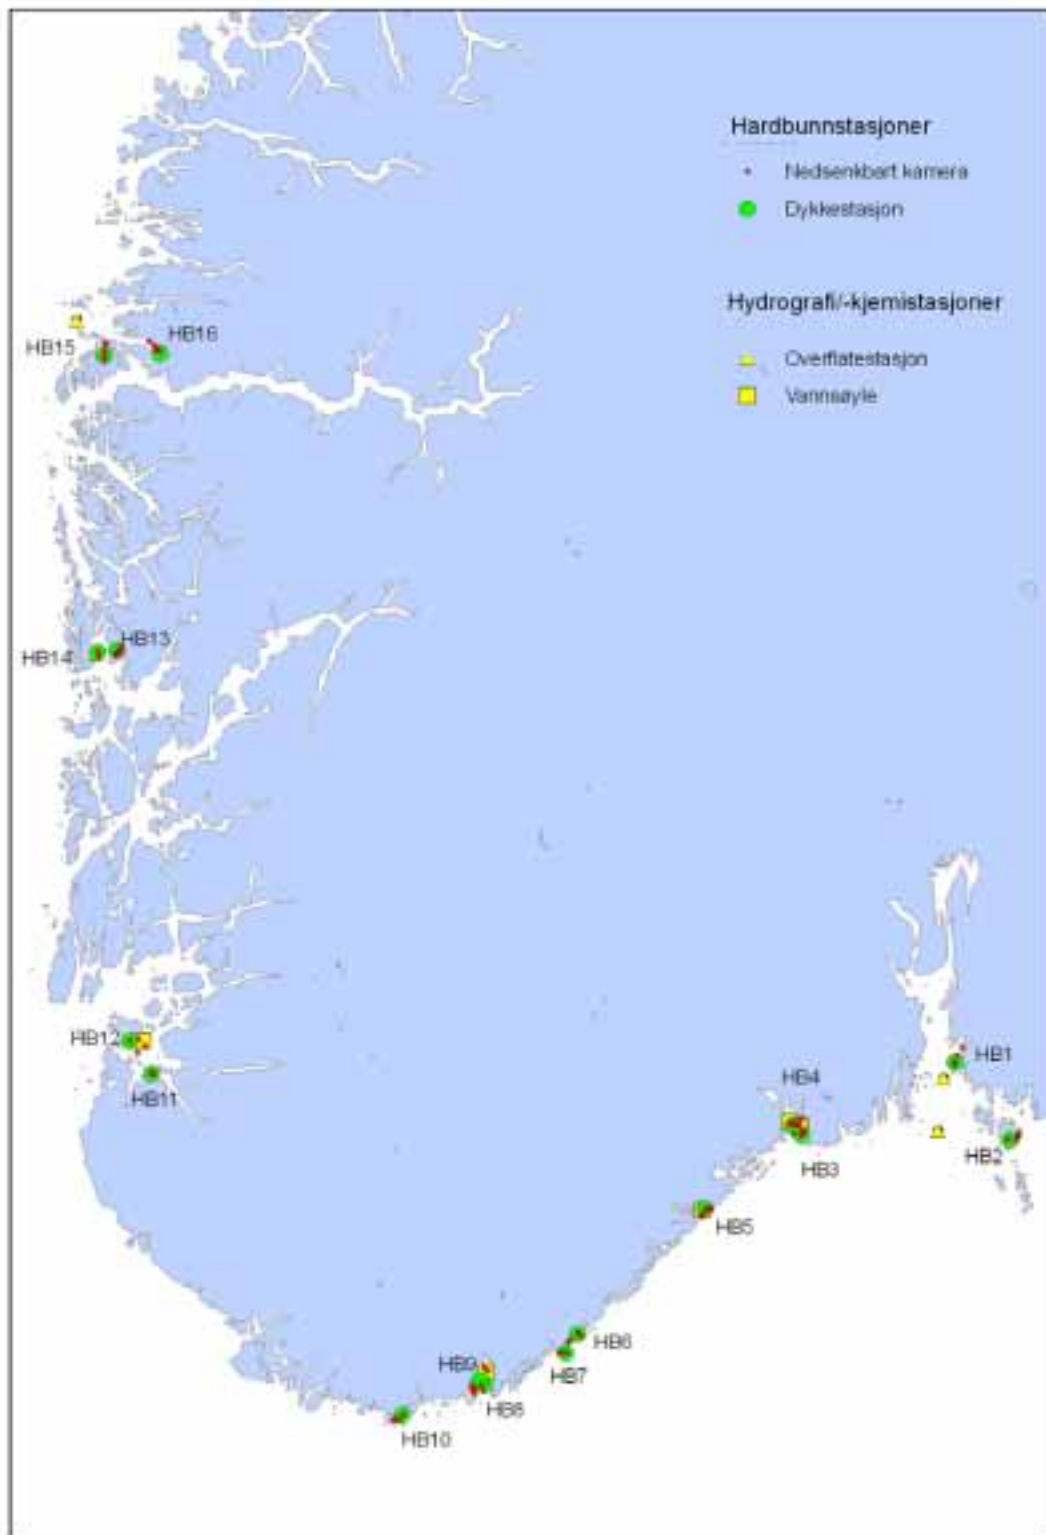 Hardbunnstasjoner
Nedsenkbart kamera
Dykkestasjon
Hydrografi/-kjemistasjoner
Overflatestasjon
Vannsøyle
HB16
HB15
HB13
HB14
HB12
HB11
HB1
HB4
HB2
HB3
HB5
HB6
HB9
HB7
HB8
HB10